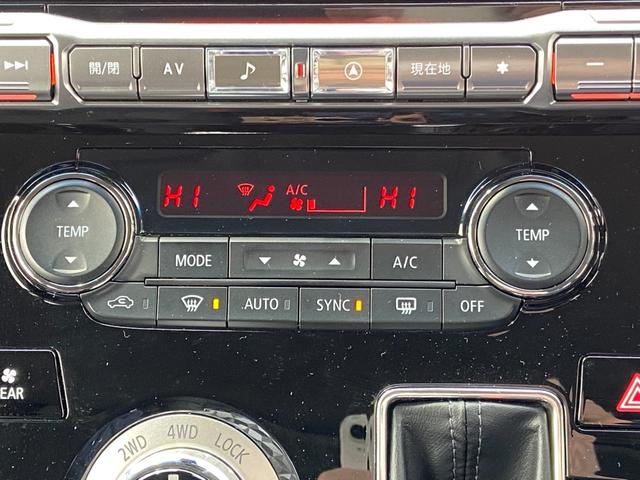 開/閉 AV 現在地
HI A/C HI
TEMP TEMP
MODE A/C
AUTO SYNC OFF
EAR
2WD 4WD LOCK